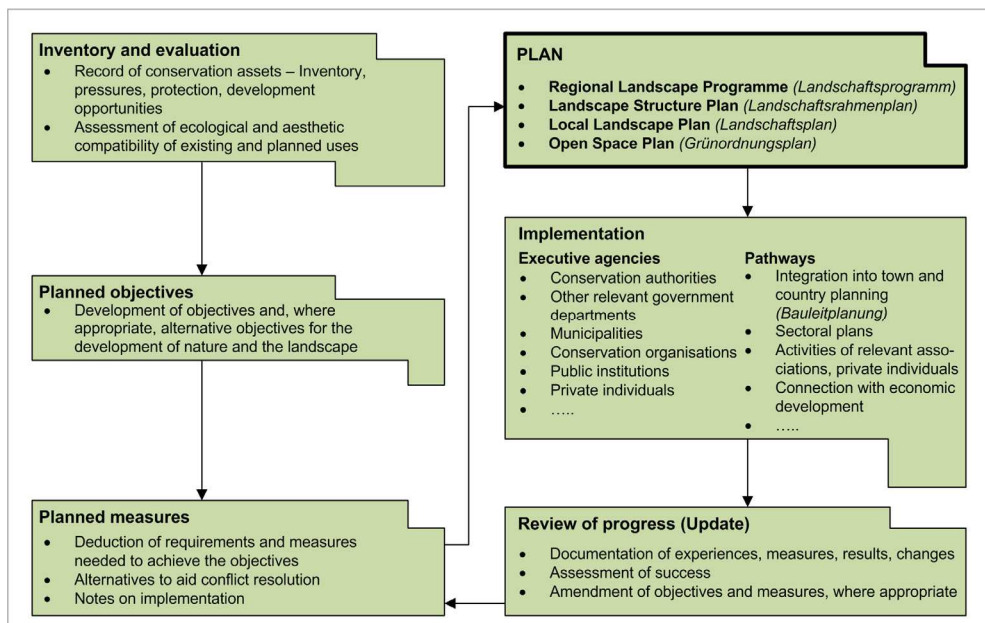 Inventory and evaluation
• Record of conservation assets – Inventory,
pressures, protection, development
opportunities
• Assessment of ecological and aesthetic
compatibility of existing and planned uses
Planned objectives
• Development of objectives and, where
appropriate, alternative objectives for the
development of nature and the landscape
Planned measures
• Deduction of requirements and measures
needed to achieve the objectives
• Alternatives to aid conflict resolution
• Notes on implementation
PLAN
• Regional Landscape Programme (Landschaftsprogramm)
• Landscape Structure Plan (Landschaftsrahmenplan)
• Local Landscape Plan (Landschaftsplan)
• Open Space Plan (Grünordnungsplan)
Implementation
Executive agencies
• Conservation authorities
• Other relevant government
departments
• Municipalities
• Conservation organisations
• Public institutions
• Private individuals
• .....
Pathways
• Integration into town and
country planning
(Bauleitplanung)
• Sectoral plans
• Activities of relevant asso-
ciations, private individuals
• Connection with economic
development
• .....
Review of progress (Update)
• Documentation of experiences, measures, results, changes
• Assessment of success
• Amendment of objectives and measures, where appropriate